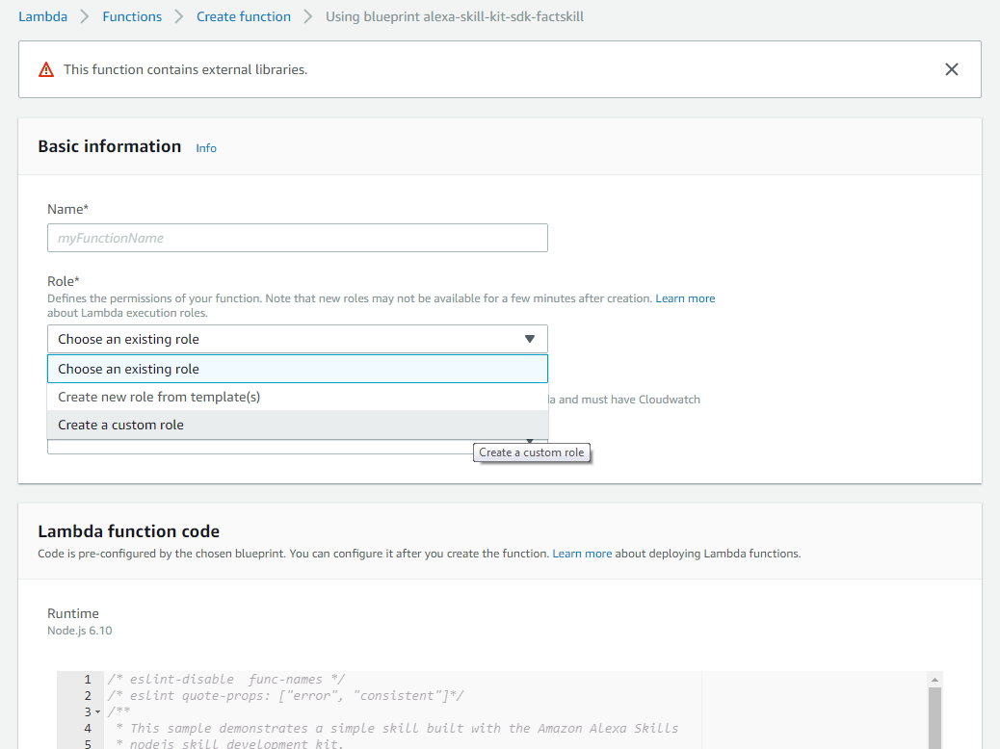 Lambda > Functions > Create function > Using blueprint alexa-skill-kit-sdk-factskill
This function contains external libraries.
Basic information Info
Name*
myFunctionName
Role*
Defines the permissions of your function. Note that new roles may not be available for a few minutes after creation. Learn more
about Lambda execution roles.
Choose an existing role
Choose an existing role
Create new role from template(s)
da and must have Cloudwatch
Create a custom role
Create a custom role
Lambda function code
Code is pre-configured by the chosen blueprint. You can configure it after you create the function. Learn more about deploying Lambda functions.
Runtime
Node.js 6.10
1 /* eslint-disable  func-names */
2 /* eslint quote-props: ["error", "consistent"]*/
3 /**
4  * This sample demonstrates a simple skill built with the Amazon Alexa Skills
5  * nodejs skill development kit.